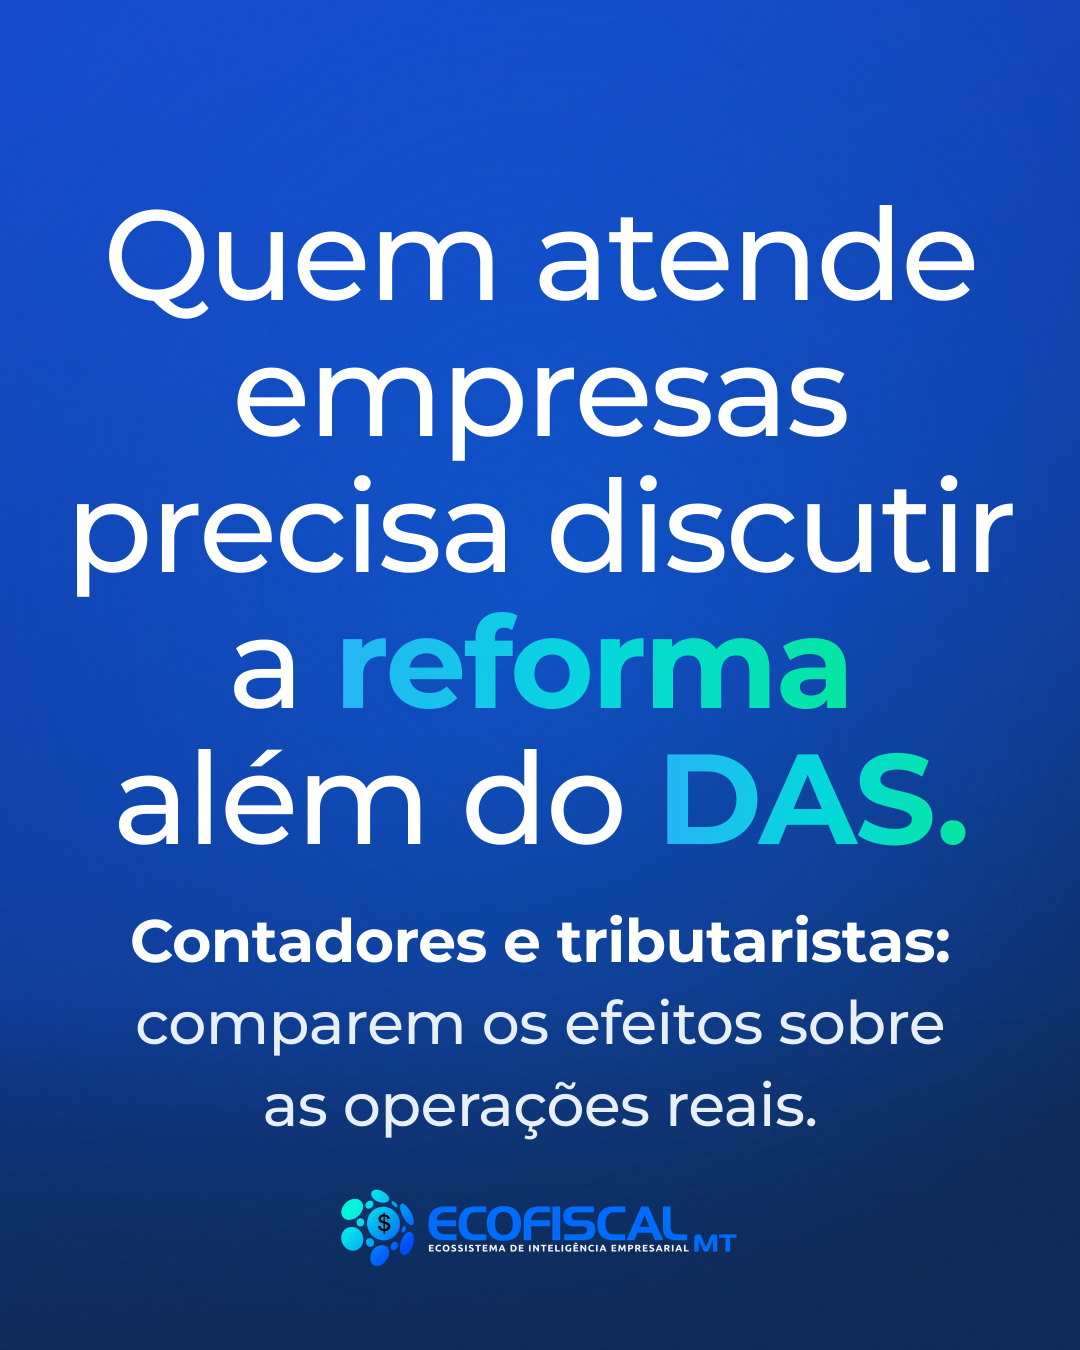 Quem atende
empresas
precisa discutir
a reforma
além do DAS.
Contadores e tributaristas:
comparem os efeitos sobre
as operações reais.
$
ECOFISCAL
ECOSSISTEMA DE INTELIGÊNCIA EMPRESARIAL MT